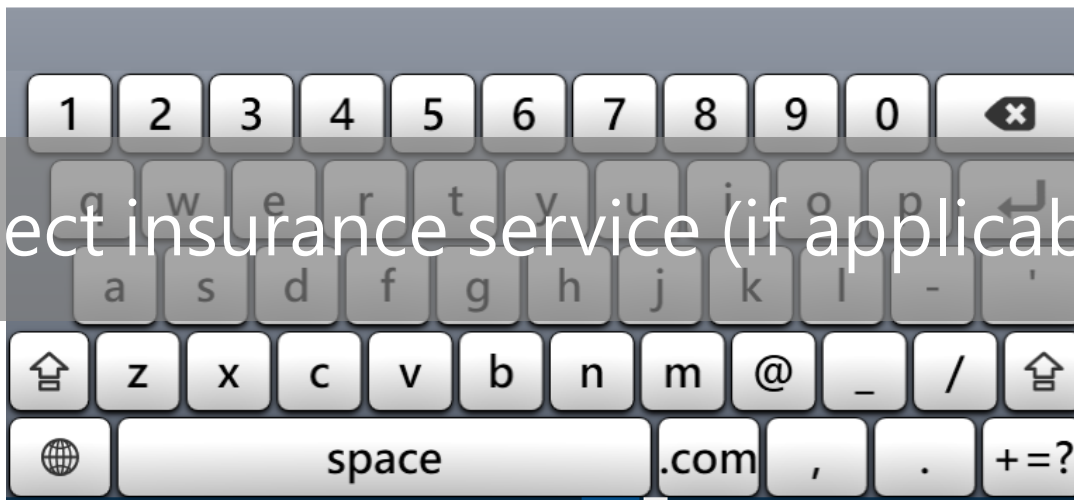 1 2 3 4 5 6 7 8 9 0
q w e r t y u i o p
ect insurance service (if applicab
a s d f g h j k l - '
z x c v b n m @ _ /
space .com , . +=?